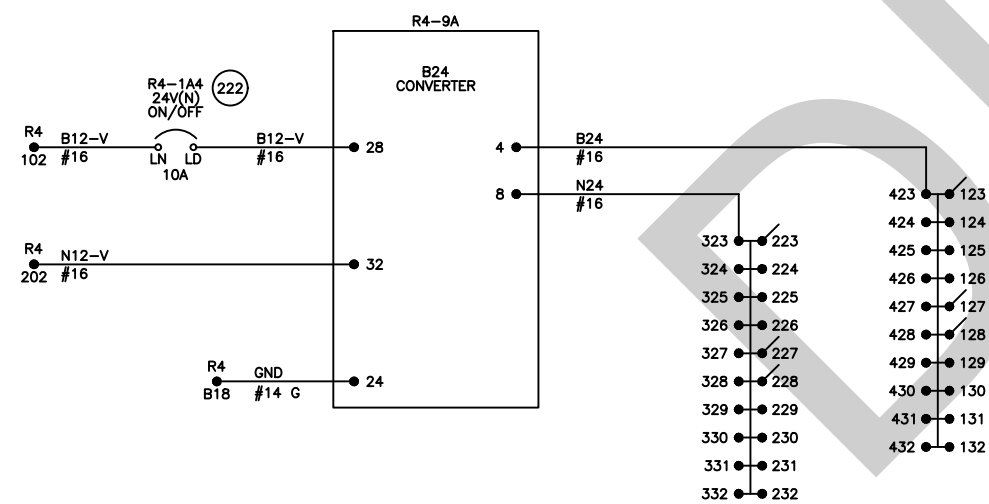 R4-9A
B24
CONVERTER
R4-1A4
24V(N)
ON/OFF
222
R4
102
B12-V
#16
LN
LD
10A
B12-V
#16
28
4
B24
#16
8
N24
#16
R4
202
N12-V
#16
32
R4
B18
GND
#14 G
24
323 223
324 224
325 225
326 226
327 227
328 228
329 229
330 230
331 231
332 232
423 123
424 124
425 125
426 126
427 127
428 128
429 129
430 130
431 131
432 132